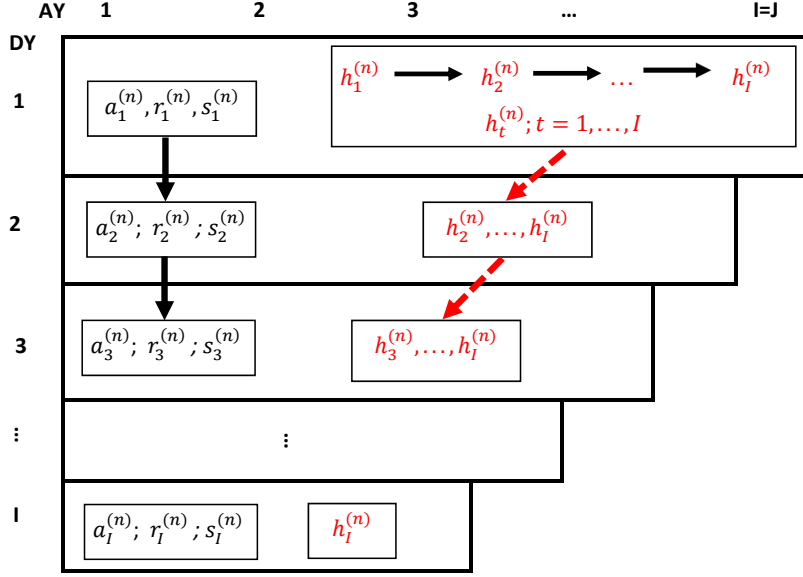 AY 1 2 3 ... I=J
DY
h_1^{(n)} h_2^{(n)} ... h_I^{(n)}
1 a_1^{(n)}, r_1^{(n)}, s_1^{(n)}
h_t^{(n)}; t = 1, ..., I
2 a_2^{(n)}; r_2^{(n)}; s_2^{(n)} h_2^{(n)}, ..., h_I^{(n)}
3 a_3^{(n)}; r_3^{(n)}; s_3^{(n)} h_3^{(n)}, ..., h_I^{(n)}
⋮ ⋮
I a_I^{(n)}; r_I^{(n)}; s_I^{(n)} h_I^{(n)}